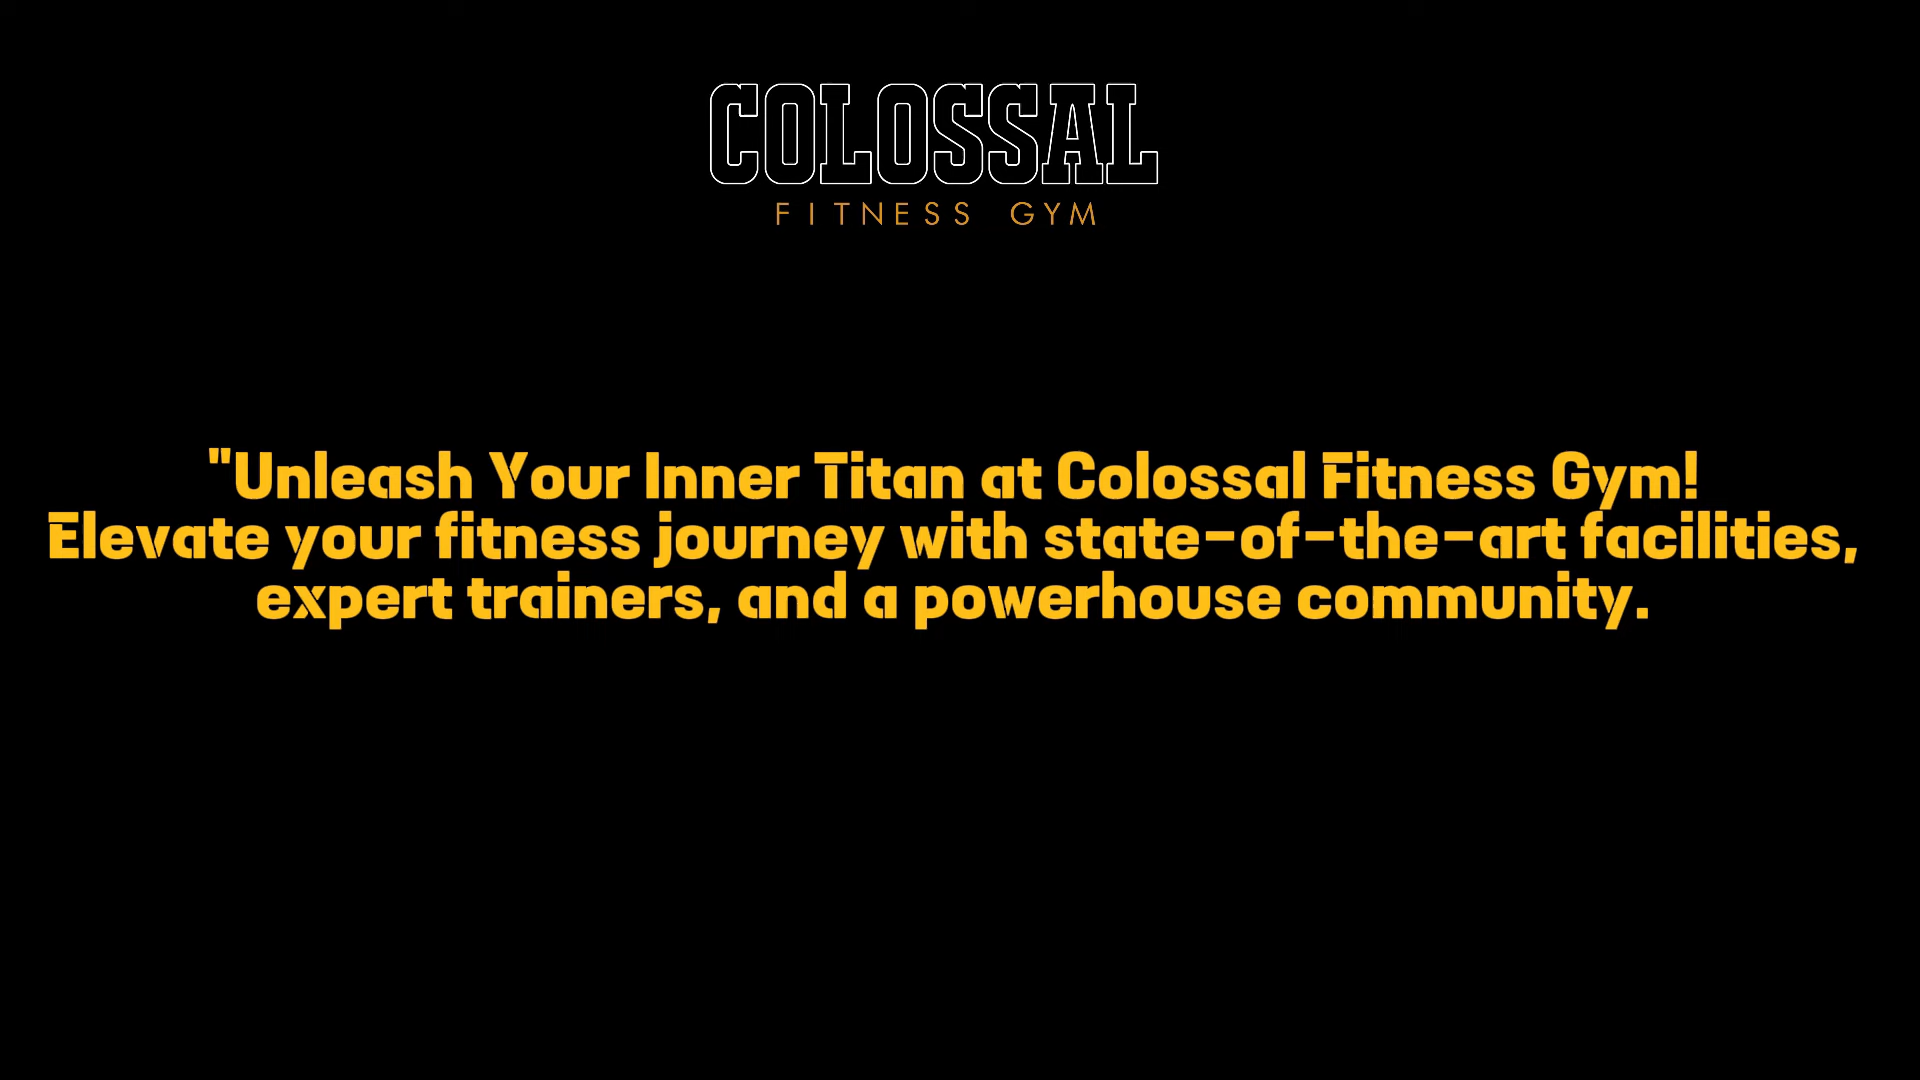 COLOSSAL
FITNESS GYM
"Unleash Your Inner Titan at Colossal Fitness Gym!
Elevate your fitness journey with state-of-the-art facilities,
expert trainers, and a powerhouse community.